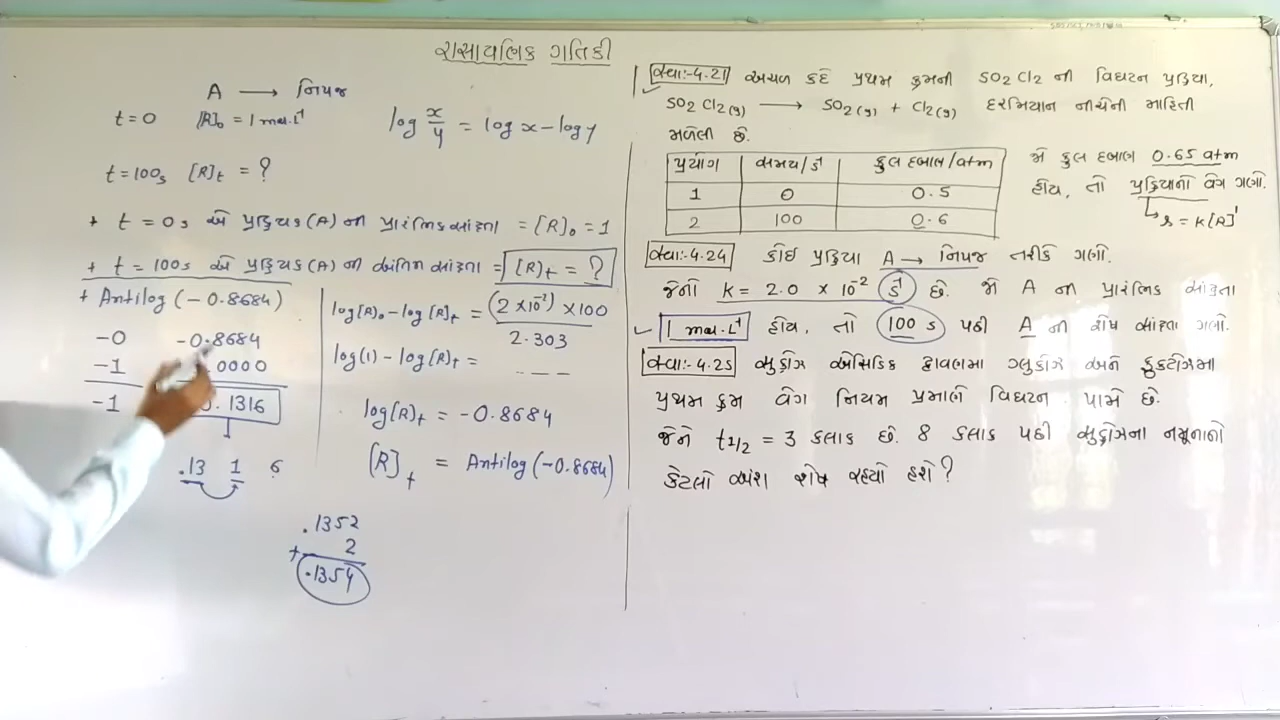 રાસાયણિક ગતિકી
A ⟶ નિપજ
t = 0 [R]₀ = 1 mol.L⁻¹
log x/y = log x – log y
t = 100s [R]t = ?
+ t = 0 s એ પ્રક્રિયક (A) ની પ્રારંભિક સાંદ્રતા = [R]₀ = 1
+ t = 100s એ પ્રક્રિયક (A) ની અંતિમ સાંદ્રતા = [R]t = ?
+ Antilog (-0.8684)
-0 -0.8684
-1 .0000
-1 .1316
.13 1 6
log[R]₀ - log[R]t = (2 × 10⁻²) × 100
2.303
log(1) - log[R]t = .. _ _ _
log[R]t = -0.8684
[R]t = Antilog (-0.8684)
.1352
+ 2
.1354
સ્વા:-4.21 અચળ કદે પ્રથમ ક્રમની SO2Cl2 ની વિઘટન પ્રક્રિયા,
SO2Cl2(g) ⟶ SO2(g) + Cl2(g) દરમિયાન નીચેની માહિતી
મળેલી છે.
પ્રયોગ સમય/s⁻¹ કુલ દબાણ/atm
1 0 0.5
2 100 0.6
જો કુલ દબાણ 0.65 atm
હોય, તો પ્રક્રિયાનો વેગ ગણો.
r = K[R]¹
સ્વા:-4.24 કોઈ પ્રક્રિયા A → નિપજ તરીકે ગણો.
જેનો k = 2.0 × 10⁻² s⁻¹ છે. જો A ની પ્રારંભિક સાંદ્રતા
1 mol.L⁻¹ હોય, તો 100 s પછી A ની શેષ સાંદ્રતા ગણો.
સ્વા:-4.25 સુક્રોઝ એસિડિક દ્રાવણમાં ગ્લુકોઝ અને ફ્રુક્ટોઝમાં
પ્રથમ ક્રમ વેગ નિયમ પ્રમાણે વિઘટન પામે છે.
જેને t1/2 = 3 કલાક છે. 8 કલાક પછી સુક્રોઝના નમૂનાનો
કેટલો અંશ શેષ રહ્યો હશે?